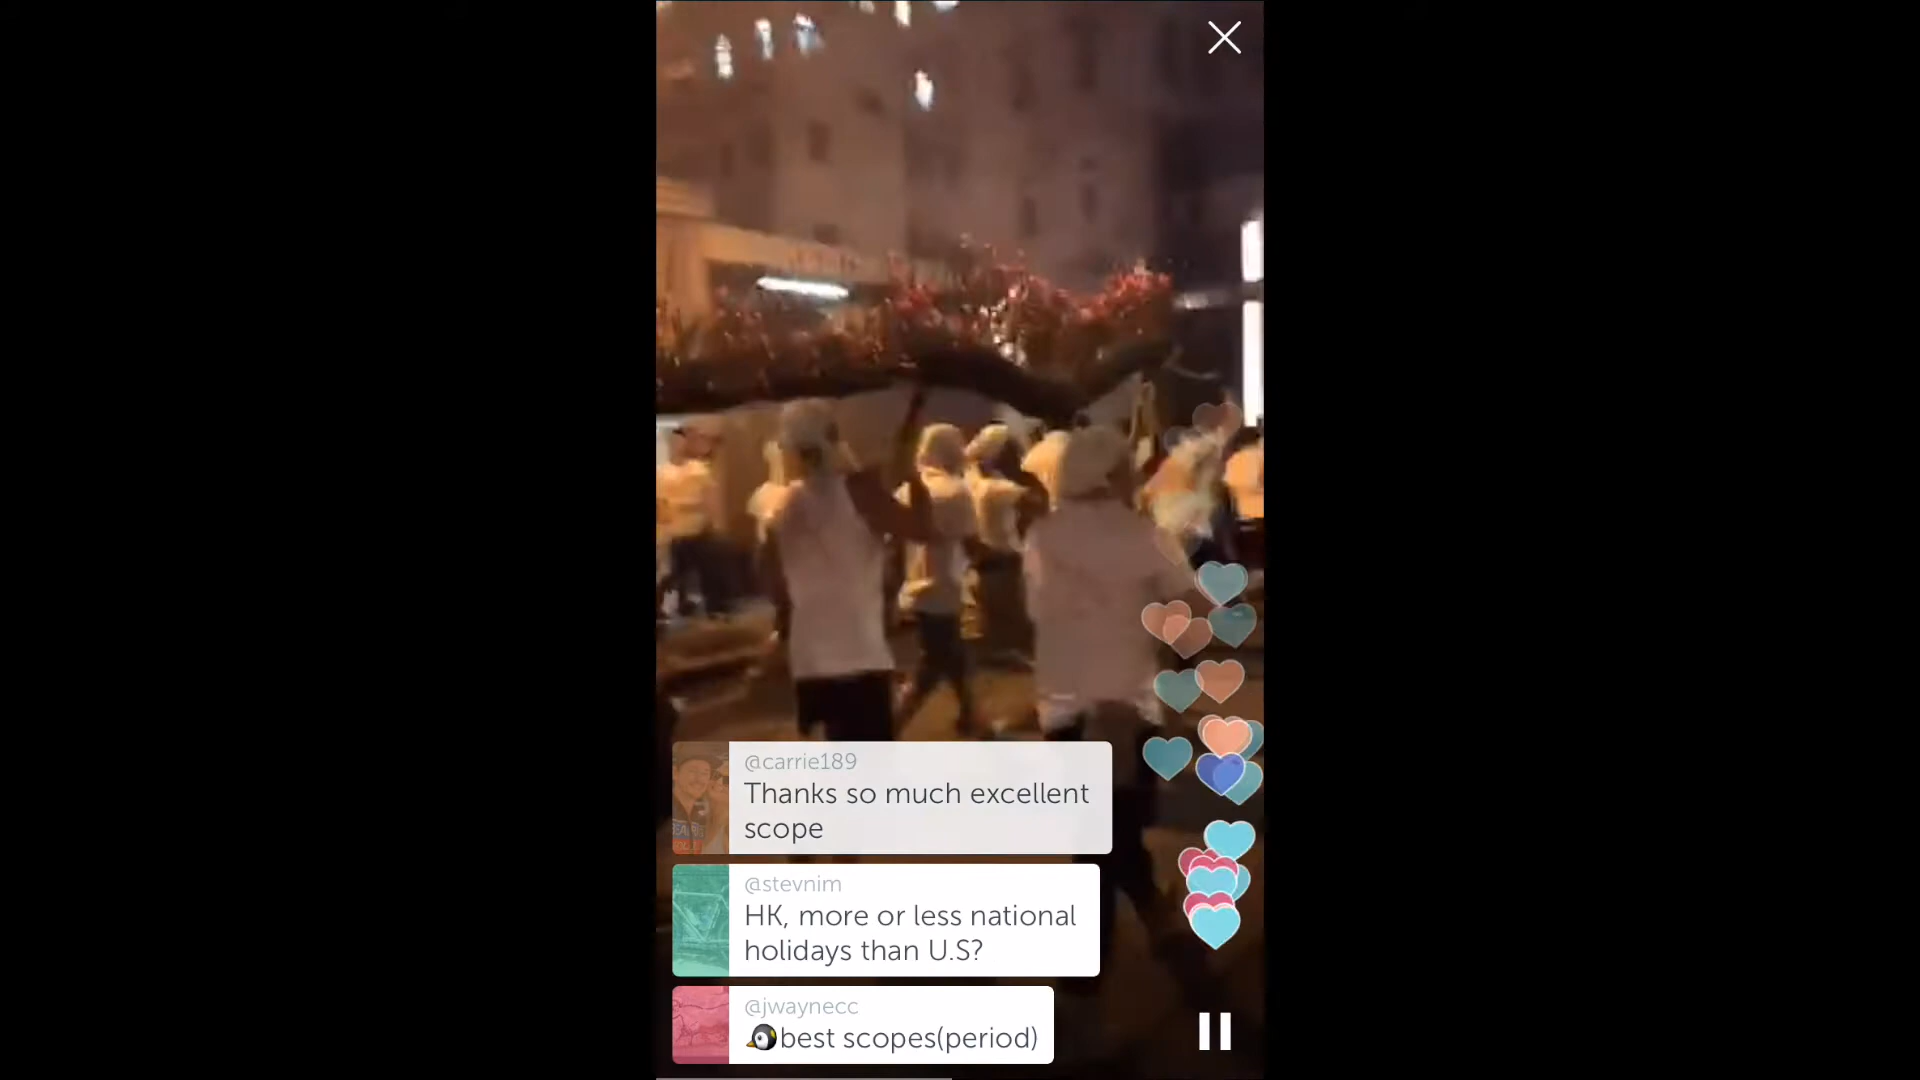 @carrie189
Thanks so much excellent
scope
@stevnim
HK, more or less national
holidays than U.S?
@jwaynecc
🐧best scopes(period)